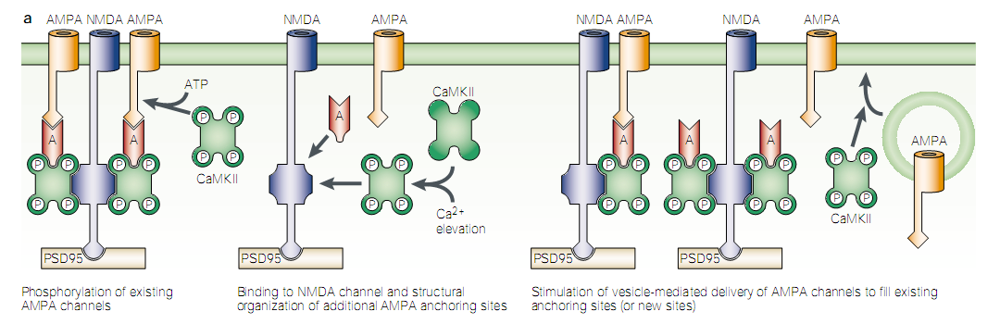 a
AMPA NMDA AMPA
ATP
A
A
P P P P
P P P P
P P P P
CaMKII
PSD95
Phosphorylation of existing
AMPA channels
NMDA
AMPA
CaMKII
A
P P P P
Ca2+
elevation
PSD95
Binding to NMDA channel and structural
organization of additional AMPA anchoring sites
NMDA AMPA
NMDA
AMPA
A
A
A
P P P P
P P P P
P P P P
P P P P
AMPA
CaMKII
PSD95
PSD95
Stimulation of vesicle-mediated delivery of AMPA channels to fill existing
anchoring sites (or new sites)